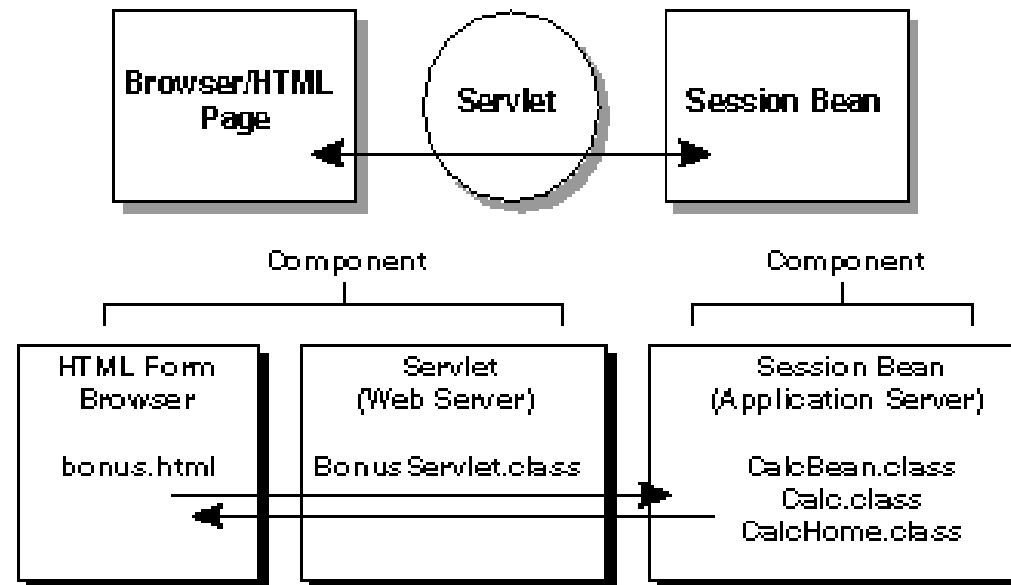 Browser/HTML
Page
Servlet
Session Bean
Component
Component
HTML Form
Browser
bonus.html
Servlet
(Web Server)
BonusServlet.class
Session Bean
(Application Server)
CalcBean.class
Calc.class
CalcHome.class